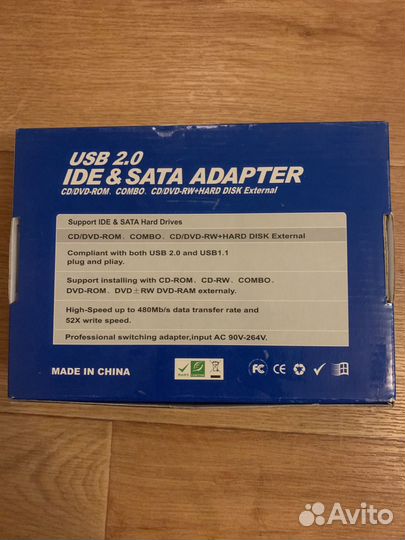 USB 2.0
IDE & SATA ADAPTER
CD/DVD-ROM、COMBO、CD/DVD-RW+HARD DISK External
Support IDE & SATA Hard Drives
CD/DVD-ROM、COMBO、CD/DVD-RW+HARD DISK External
Compliant with both USB 2.0 and USB1.1
plug and pliay.
Support installing with CD-ROM、CD-RW、COMBO、
DVD-ROM、DVD±RW DVD-RAM externaly.
High-Speed up to 480Mb/s data transfer rate and
52X write speed.
Professional switching adapter,input AC 90V-264V.
MADE IN CHINA
RoHS
FC CE
Avito